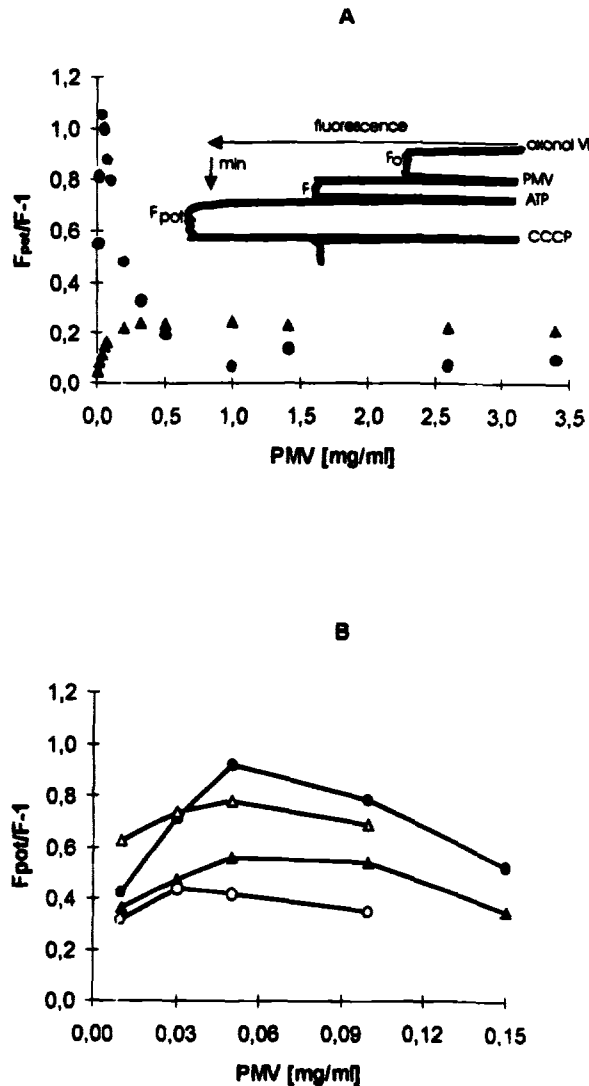 A
1,2
1,0
0,8
0,6
0,4
0,2
0,0
Fpot/F-1
fluorescence
axonal VI
Fo
min
PMV
F
ATP
Fpot
CCCP
0,0 0,5 1,0 1,5 2,0 2,5 3,0 3,5
PMV [mg/ml]
B
1,2
1,0
0,8
0,6
0,4
0,2
0,0
Fpot/F-1
0,00 0,03 0,06 0,09 0,12 0,15
PMV [mg/ml]